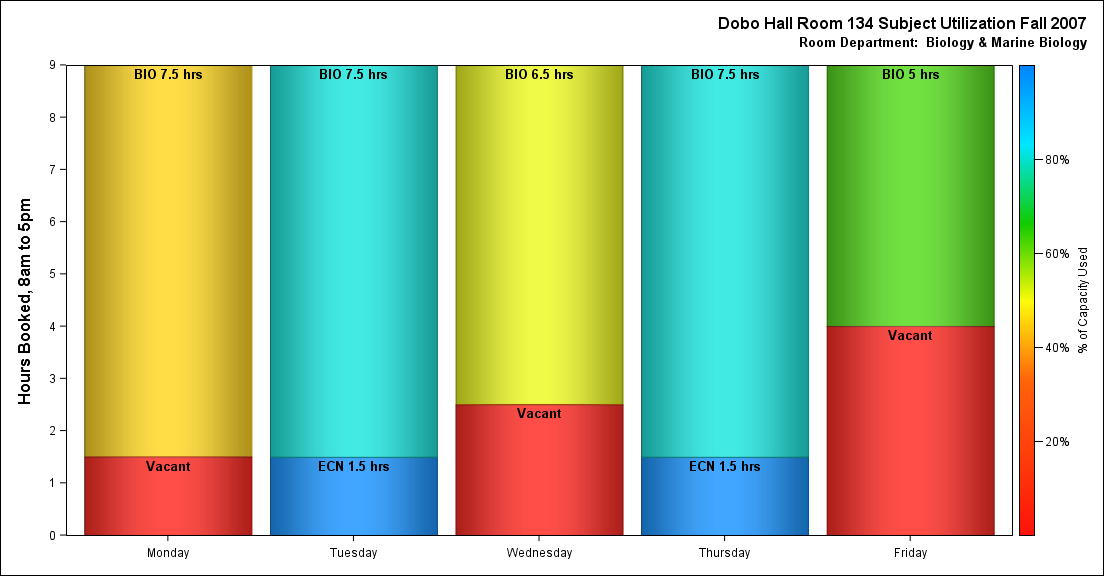 Dobo Hall Room 134 Subject Utilization Fall 2007
Room Department:  Biology & Marine Biology
Hours Booked, 8am to 5pm
9
8
7
6
5
4
3
2
1
0
BIO 7.5 hrs
BIO 7.5 hrs
BIO 6.5 hrs
BIO 7.5 hrs
BIO 5 hrs
Vacant
Vacant
Vacant
ECN 1.5 hrs
ECN 1.5 hrs
Monday
Tuesday
Wednesday
Thursday
Friday
80%
60%
40%
20%
% of Capacity Used